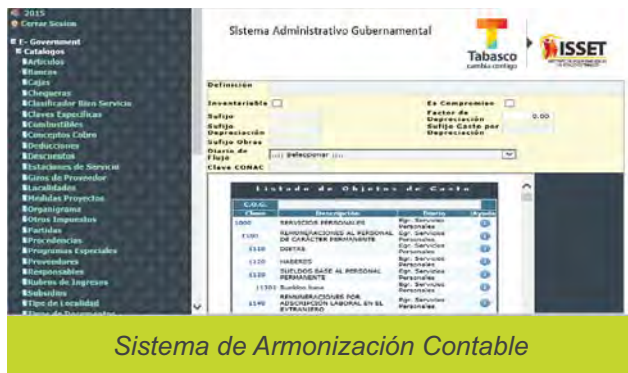 2015
Cerrar Sesion
E- Government
Catalogos
Articulos
Bancos
Cajas
Chequeras
Clasificador Bien Servicio
Claves Especificas
Combustibles
Conceptos Cobro
Deducciones
Descuentos
Estaciones de Servicio
Giros de Proveedor
Localidades
Medidas Proyectos
Organigrama
Otros Impuestos
Partidas
Procedencias
Programas Especiales
Proveedores
Responsables
Rubros de Ingresos
Subsidios
Tipo de Localidad
Tipos de Documentos
Sistema Administrativo Gubernamental
Tabasco
cambia contigo
ISSET
Definición
Inventariable
Es Compromiso
Sufijo
Factor de Depreciación 0.00
Sufijo Depreciación
Sufijo Gasto por Depreciación
Sufijo Obras
Diario de Flujo
Seleccionar
Clave CONAC
Listado de Objetos de Gasto
C.O.G.
Clave Descripción Diario Ayuda
1000 SERVICIOS PERSONALES Egr. Servicios Personales
1100 REMUNERACIONES AL PERSONAL DE CARÁCTER PERMANENTE Egr. Servicios Personales
1110 DIETAS Egr. Servicios Personales
1120 HABERES Egr. Servicios Personales
SUELDOS BASE AL PERSONAL PERMANENTE Egr. Servicios Personales
Sueldos base Egr. Servicios Personales
1140 REMUNERACIONES POR ADSCRIPCIÓN LABORAL EN EL EXTRANJERO Egr. Servicios Personales
Sistema de Armonización Contable